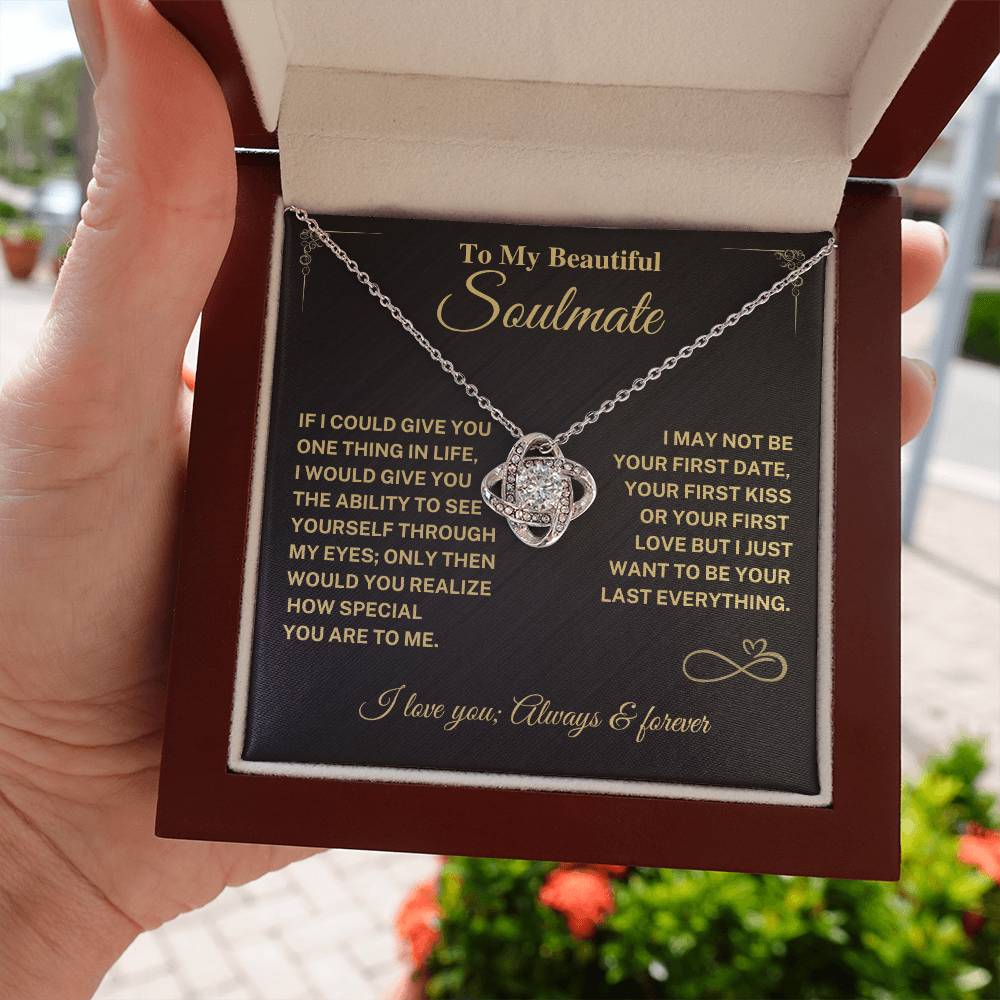 To My Beautiful
Soulmate
IF I COULD GIVE YOU
ONE THING IN LIFE,
I WOULD GIVE YOU
THE ABILITY TO SEE
YOURSELF THROUGH
MY EYES; ONLY THEN
WOULD YOU REALIZE
HOW SPECIAL
YOU ARE TO ME.
I MAY NOT BE
YOUR FIRST DATE,
YOUR FIRST KISS
OR YOUR FIRST
LOVE BUT I JUST
WANT TO BE YOUR
LAST EVERYTHING.
I love you; Always & forever